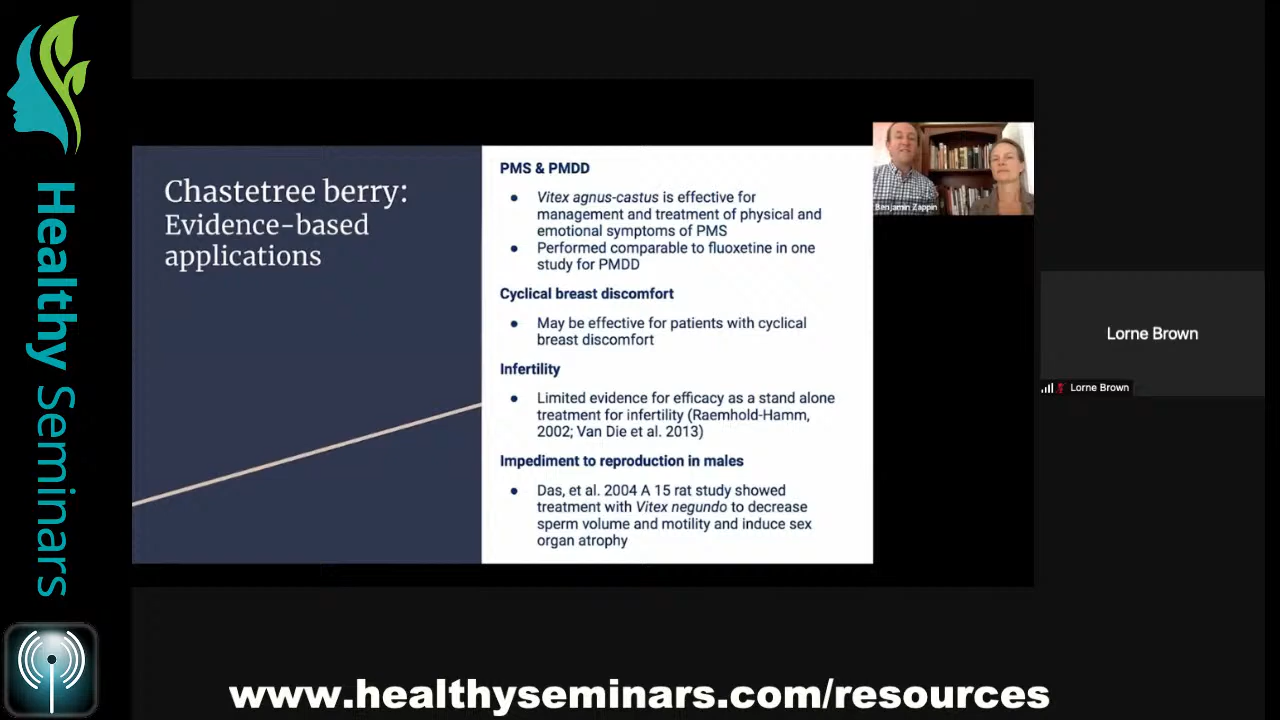 Healthy Seminars
Chastetree berry:
Evidence-based
applications
PMS & PMDD
● Vitex agnus-castus is effective for
management and treatment of physical and
emotional symptoms of PMS
● Performed comparable to fluoxetine in one
study for PMDD
Cyclical breast discomfort
● May be effective for patients with cyclical
breast discomfort
Infertility
● Limited evidence for efficacy as a stand alone
treatment for infertility (Raemhold-Hamm,
2002; Van Die et al. 2013)
Impediment to reproduction in males
● Das, et al. 2004 A 15 rat study showed
treatment with Vitex negundo to decrease
sperm volume and motility and induce sex
organ atrophy
Benjamin Zappin
Lorne Brown
Lorne Brown
www.healthyseminars.com/resources